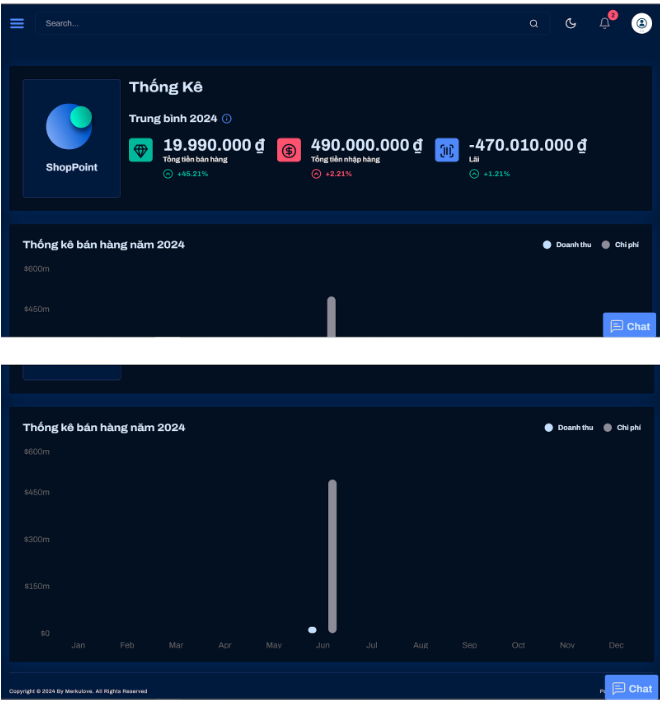 Search...
2
Thống Kê
Trung bình 2024
ShopPoint
19.990.000 ₫
Tổng tiền bán hàng
+45.21%
490.000.000 ₫
Tổng tiền nhập hàng
+2.21%
-470.010.000 ₫
Lãi
+1.21%
Thống kê bán hàng năm 2024
Doanh thu
Chi phí
$600m
$450m
Chat
Thống kê bán hàng năm 2024
Doanh thu
Chi phí
$600m
$450m
$300m
$150m
$0
Jan Feb Mar Apr May Jun Jul Aug Sep Oct Nov Dec
Copyright © 2024 By Merkulove. All Rights Reserved
Chat